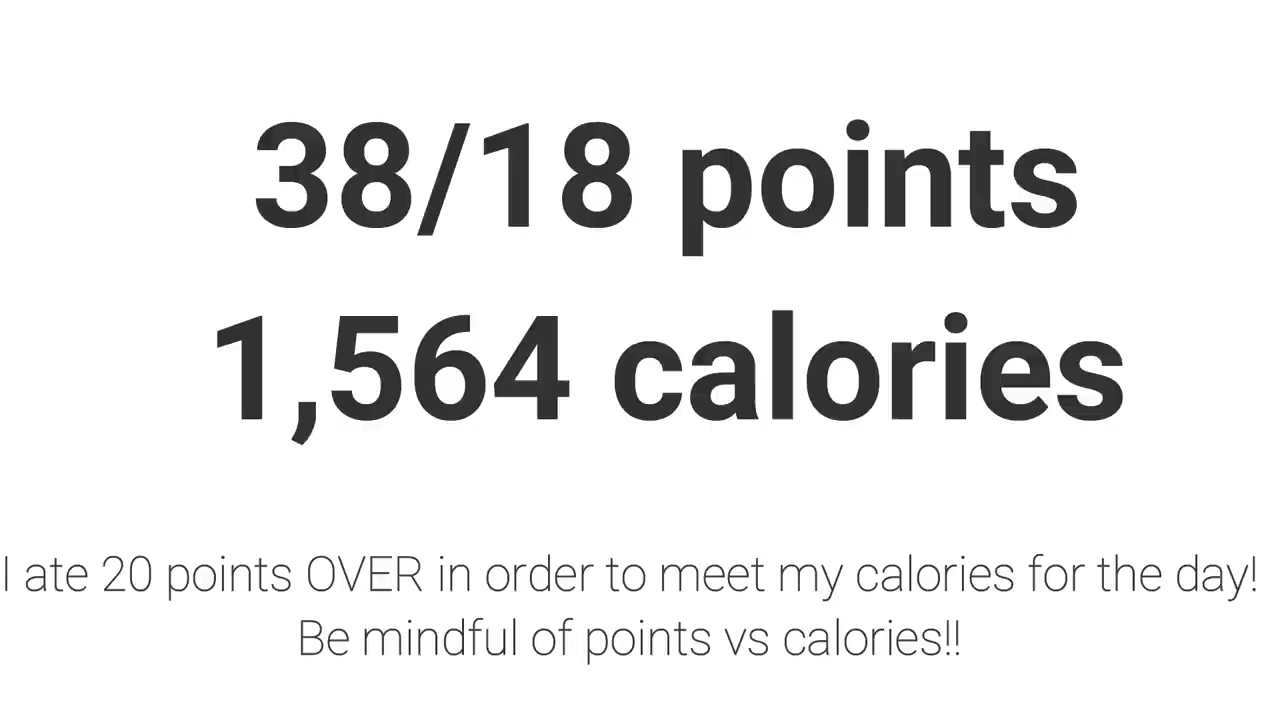 38/18 points
1,564 calories
I ate 20 points OVER in order to meet my calories for the day!
Be mindful of points vs calories!!